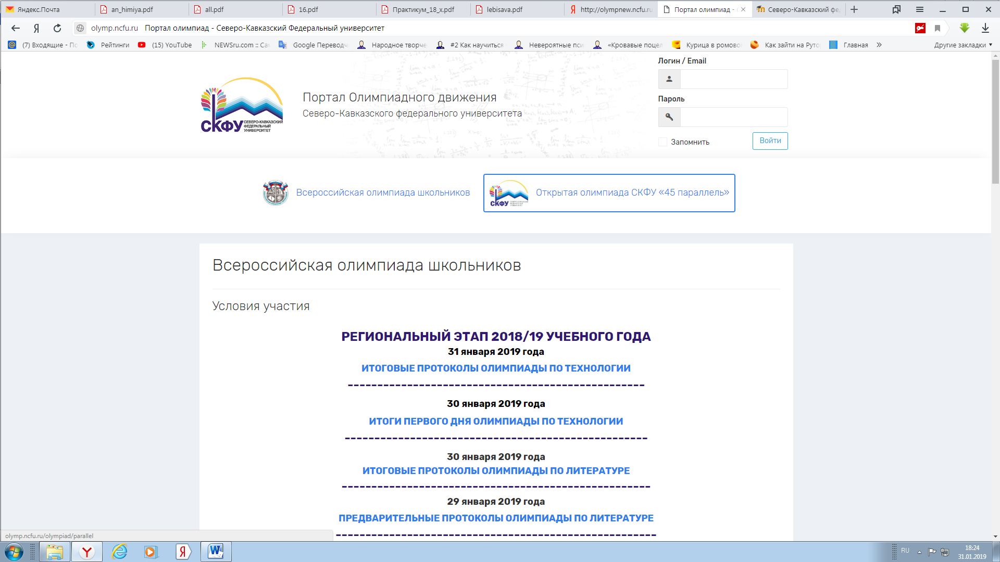 Яндекс.Почта
an_himiya.pdf
all.pdf
16.pdf
Практикум_18_x.pdf
lebisava.pdf
http://olympnew.ncfu.ru
Портал олимпиад -
Северо-Кавказский фе
olymp.ncfu.ru Портал олимпиад - Северо-Кавказский Федеральный университет
(7) Входящие - По
Рейтинги
(15) YouTube
NEWSru.com :: Са
Google Переводч
Народное творче
#2 Как научиться
Невероятные пси
«Кровавые поцел
Курица в ромово
Как зайти на Руто
Главная
»
Другие закладки
СКФУ
СЕВЕРО-КАВКАЗСКИЙ
ФЕДЕРАЛЬНЫЙ
УНИВЕРСИТЕТ
Портал Олимпиадного движения
Северо-Кавказского федерального университета
Логин / Email
Пароль
Запомнить
Войти
Всероссийская олимпиада школьников
СКФУ
Открытая олимпиада СКФУ «45 параллель»
Всероссийская олимпиада школьников
Условия участия
РЕГИОНАЛЬНЫЙ ЭТАП 2018/19 УЧЕБНОГО ГОДА
31 января 2019 года
ИТОГОВЫЕ ПРОТОКОЛЫ ОЛИМПИАДЫ ПО ТЕХНОЛОГИИ
--------------------------------------------------
30 января 2019 года
ИТОГИ ПЕРВОГО ДНЯ ОЛИМПИАДЫ ПО ТЕХНОЛОГИИ
---------------------------------------------------
30 января 2019 года
ИТОГОВЫЕ ПРОТОКОЛЫ ОЛИМПИАДЫ ПО ЛИТЕРАТУРЕ
----------------------------------------------------
29 января 2019 года
ПРЕДВАРИТЕЛЬНЫЕ ПРОТОКОЛЫ ОЛИМПИАДЫ ПО ЛИТЕРАТУРЕ
------------------------------------------------------
olymp.ncfu.ru/olympiad/parallel
RU
18:24
31.01.2019